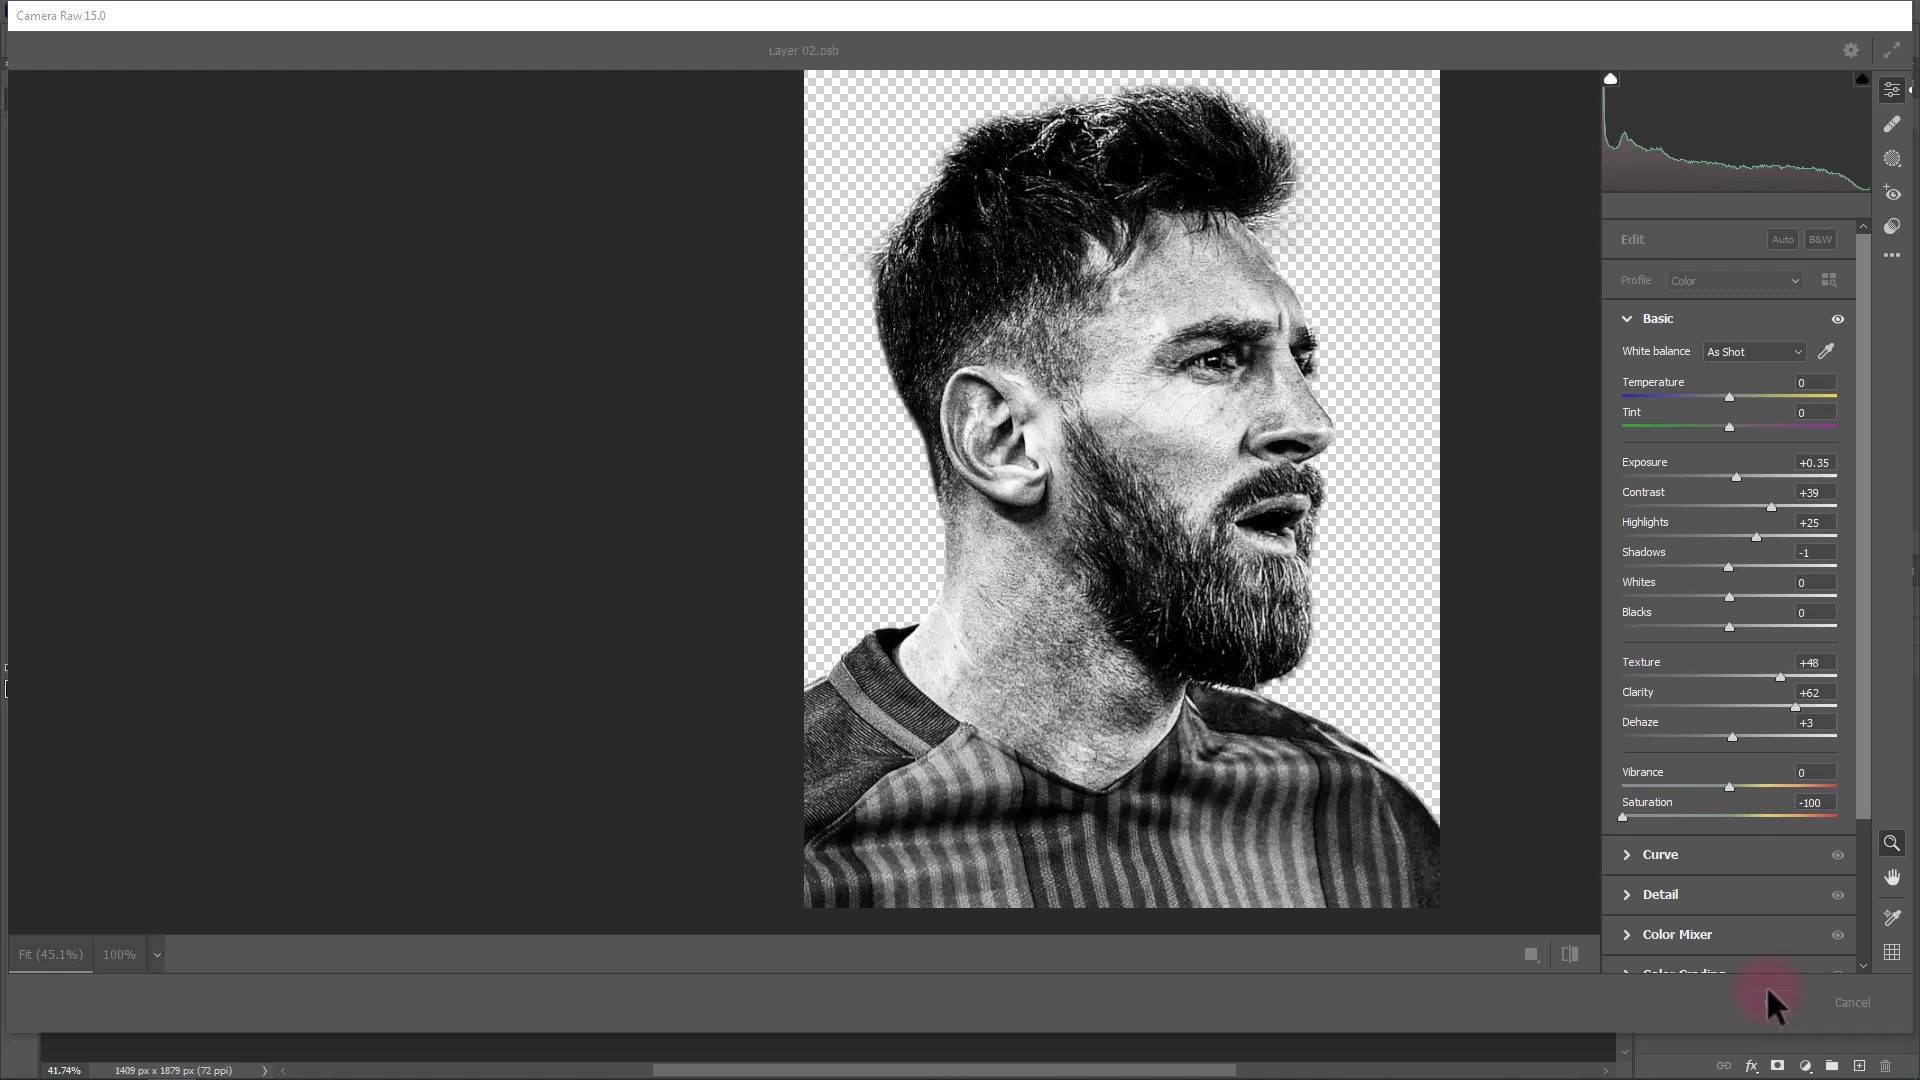 Camera Raw 15.0
Layer 02.psb
Edit
Auto
B&W
Profile
Color
Basic
White balance
As Shot
Temperature
0
Tint
0
Exposure
+0.35
Contrast
+39
Highlights
+25
Shadows
-1
Whites
0
Blacks
0
Texture
+48
Clarity
+62
Dehaze
+3
Vibrance
0
Saturation
-100
Curve
Detail
Color Mixer
Color Grading
Fit (45.1%)
100%
Cancel
41.74%
1409 px x 1879 px (72 ppi)
fx